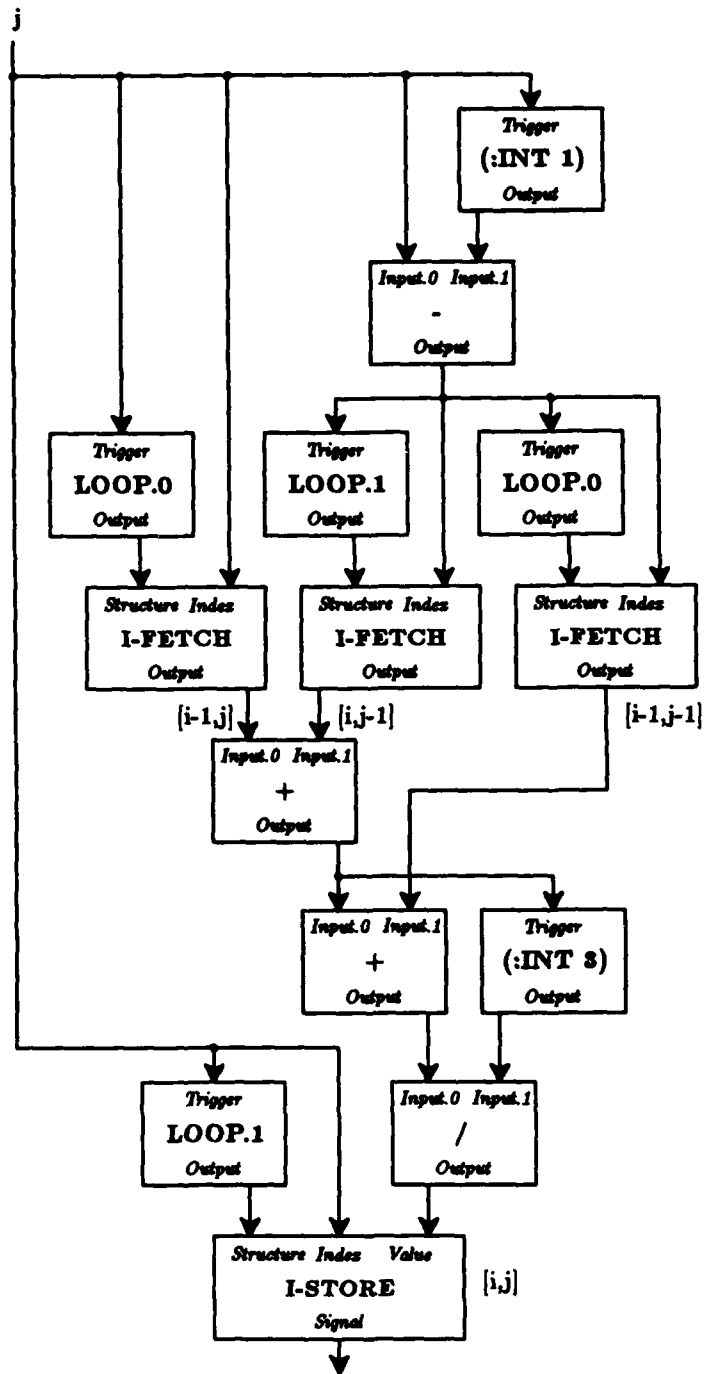 j
Trigger
(:INT 1)
Output
Input.0 Input.1
-
Output
Trigger Trigger Trigger
LOOP.0 LOOP.1 LOOP.0
Output Output Output
Structure Index Structure Index Structure Index
I-FETCH I-FETCH I-FETCH
Output Output Output
[i-1,j] [i,j-1] [i-1,j-1]
Input.0 Input.1
+
Output
Input.0 Input.1 Trigger
+ (:INT 3)
Output Output
Trigger Input.0 Input.1
LOOP.1 /
Output Output
Structure Index Value
I-STORE [i,j]
Signal